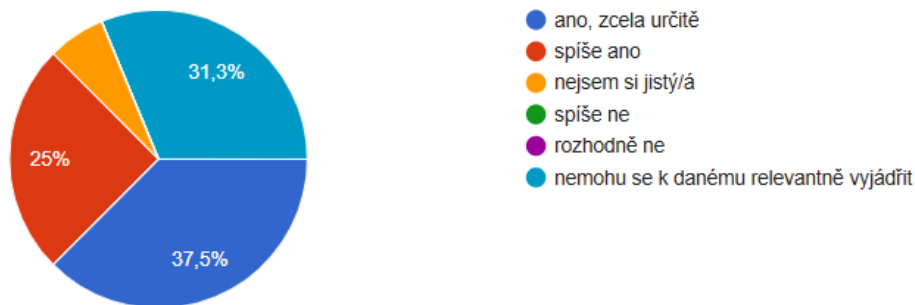 31,3%
25%
37,5%
ano, zcela určitě
spíše ano
nejsem si jistý/á
spíše ne
rozhodně ne
nemohu se k danému relevantně vyjádřit